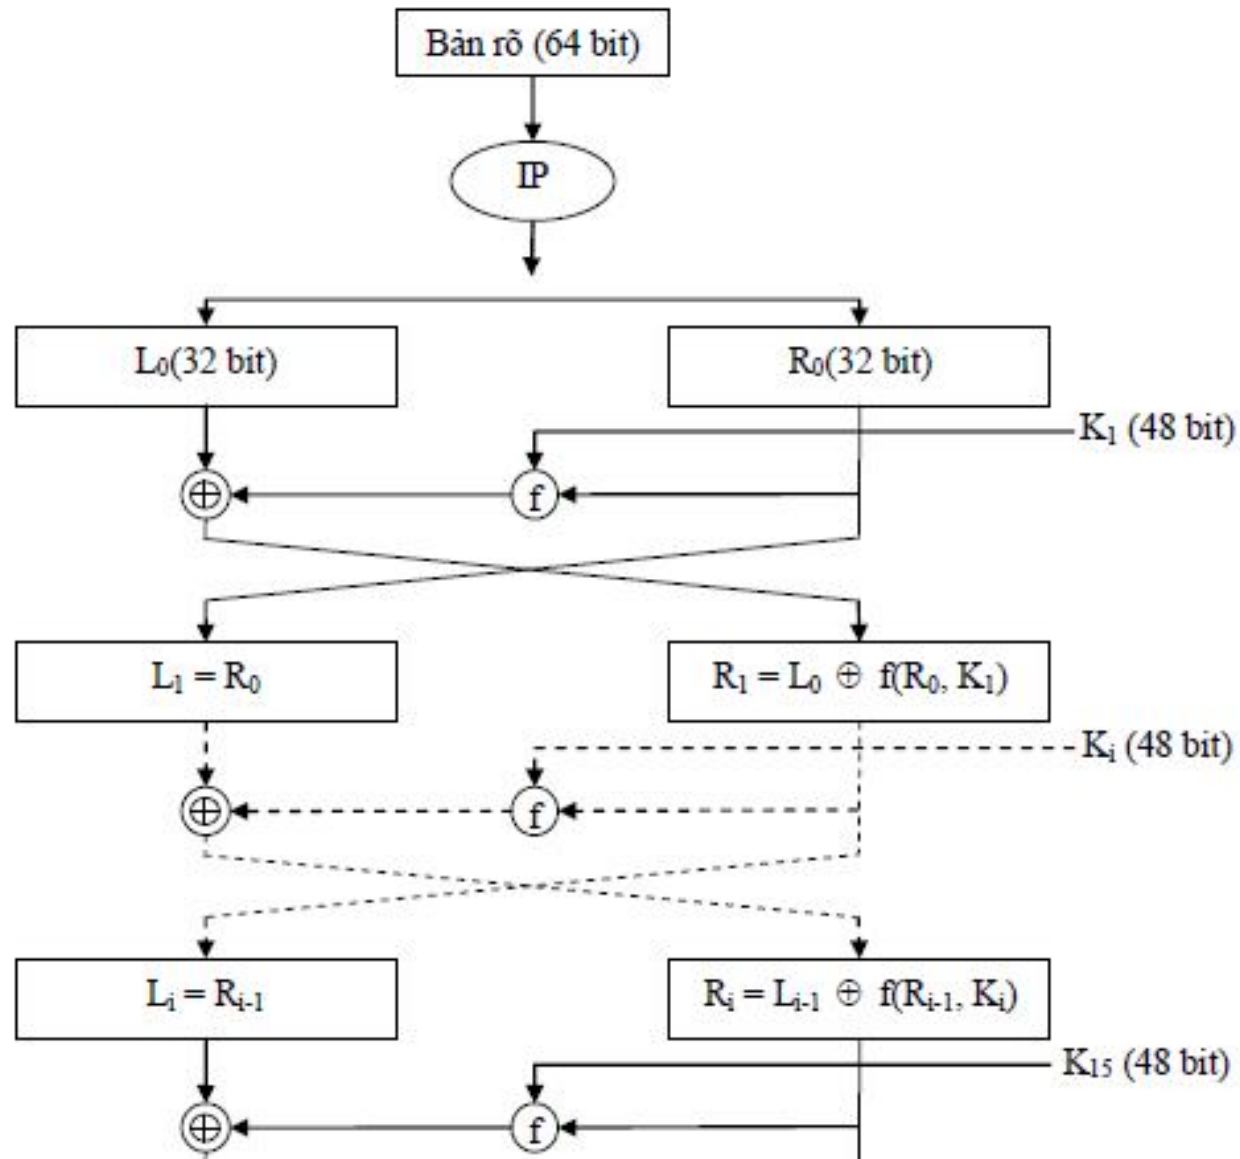 Bản rõ (64 bit)
IP
L₀(32 bit)
R₀(32 bit)
K₁ (48 bit)
⊕
f
L₁ = R₀
R₁ = L₀ ⊕ f(R₀, K₁)
Kᵢ (48 bit)
⊕
f
Lᵢ = Rᵢ₋₁
Rᵢ = Lᵢ₋₁ ⊕ f(Rᵢ₋₁, Kᵢ)
K₁₅ (48 bit)
⊕
f